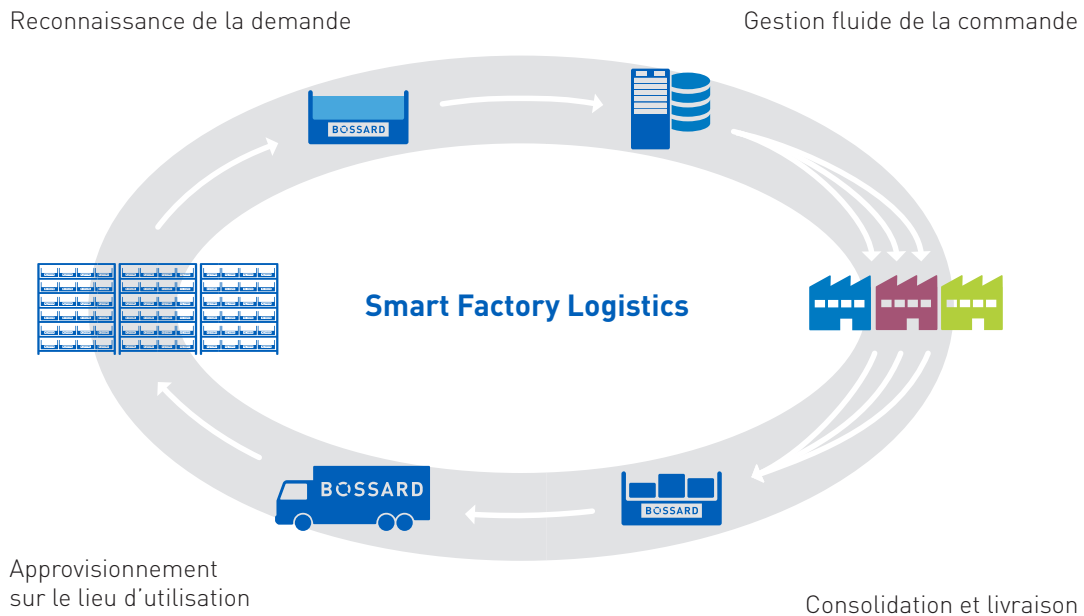 Reconnaissance de la demande
Gestion fluide de la commande
BOSSARD
Smart Factory Logistics
BOSSARD
BOSSARD
Approvisionnement
sur le lieu d'utilisation
Consolidation et livraison